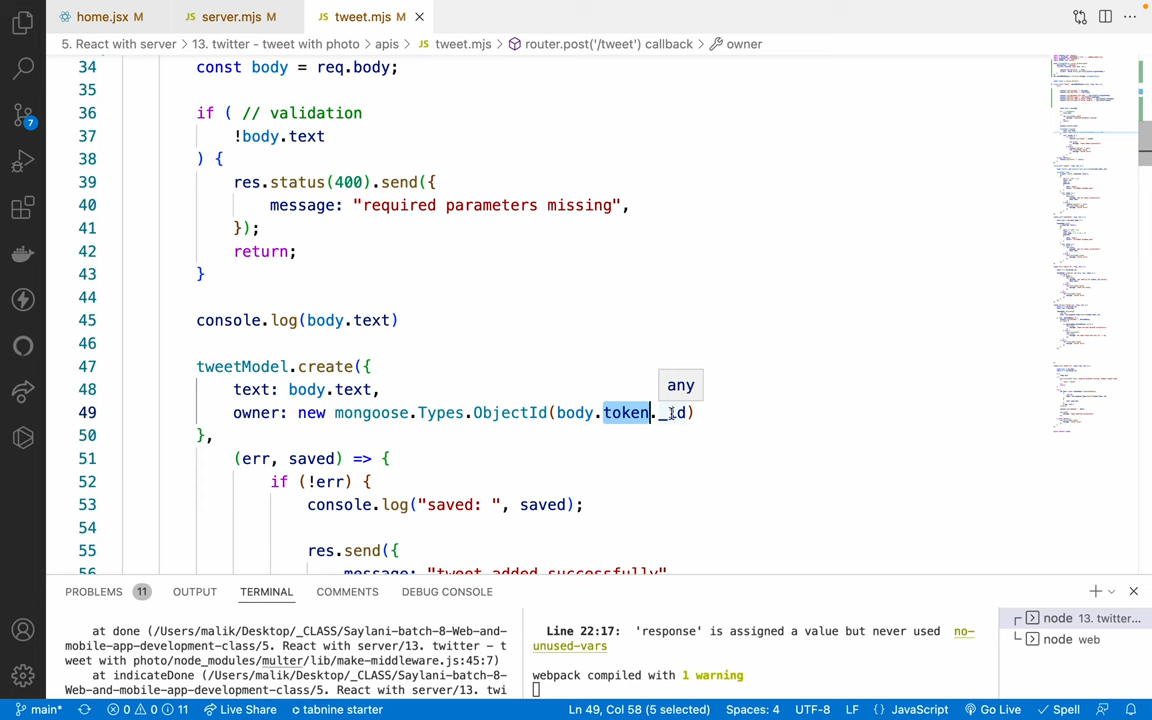 home.jsx M
JS server.mjs M
JS tweet.mjs M
5. React with server > 13. twitter - tweet with photo > apis > JS tweet.mjs > router.post('/tweet') callback > owner
34 const body = req.body;
35
36 if ( // validation
37 !body.text
38 ) {
39 res.status(400).send({
40 message: "required parameters missing",
41 });
42 return;
43 }
44
45 console.log(body.text)
46
47 tweetModel.create({
any
48 text: body.text,
49 owner: new mongoose.Types.ObjectId(body.token._id)
50 },
51 (err, saved) => {
52 if (!err) {
53 console.log("saved: ", saved);
54
55 res.send({
56 message: "tweet added successfully"
7
PROBLEMS 11 OUTPUT TERMINAL COMMENTS DEBUG CONSOLE
at done (/Users/malik/Desktop/_CLASS/Saylani-batch-8-Web-and-
mobile-app-development-class/5. React with server/13. twitter - t
weet with photo/node_modules/multer/lib/make-middleware.js:45:7)
at indicateDone (/Users/malik/Desktop/_CLASS/Saylani-batch-8-
Web-and-mobile-app-development-class/5. React with server/13. twi
Line 22:17: 'response' is assigned a value but never used no-
unused-vars
webpack compiled with 1 warning
node 13. twitter...
node web
main* 0 0 11 Live Share tabnine starter Ln 49, Col 58 (5 selected) Spaces: 4 UTF-8 LF {} JavaScript Go Live Spell